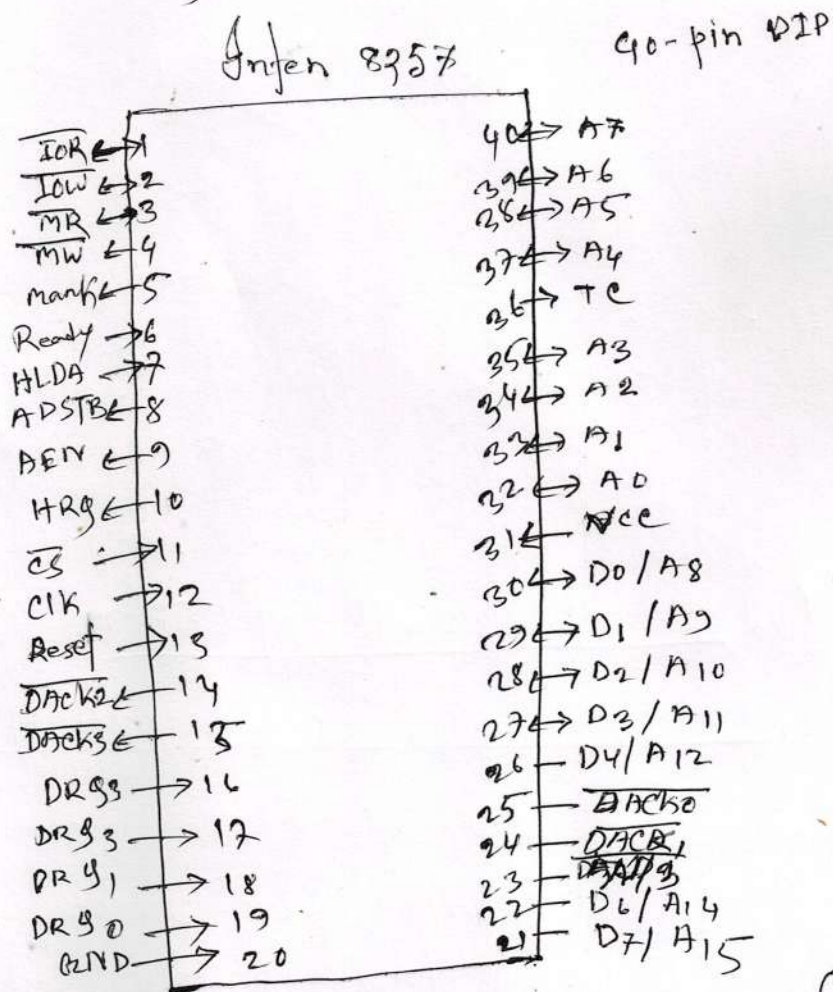 Inten 8257 40-pin DIP
IOR 1
IOW 2
MR 3
MW 4
mark 5
Ready 6
HLDA 7
ADSTB 8
AEN 9
HRQ 10
CS 11
ClK 12
Reset 13
DACK2 14
DACK3 15
DRQ3 16
DRQ3 17
DRQ1 18
DRQ0 19
GND 20
40 A7
39 A6
38 A5
37 A4
36 TC
35 A3
34 A2
33 A1
32 A0
31 VCC
30 D0/A8
29 D1/A9
28 D2/A10
27 D3/A11
26 D4/A12
25 DACK0
24 DACK1
23
22 D6/A14
21 D7/A15